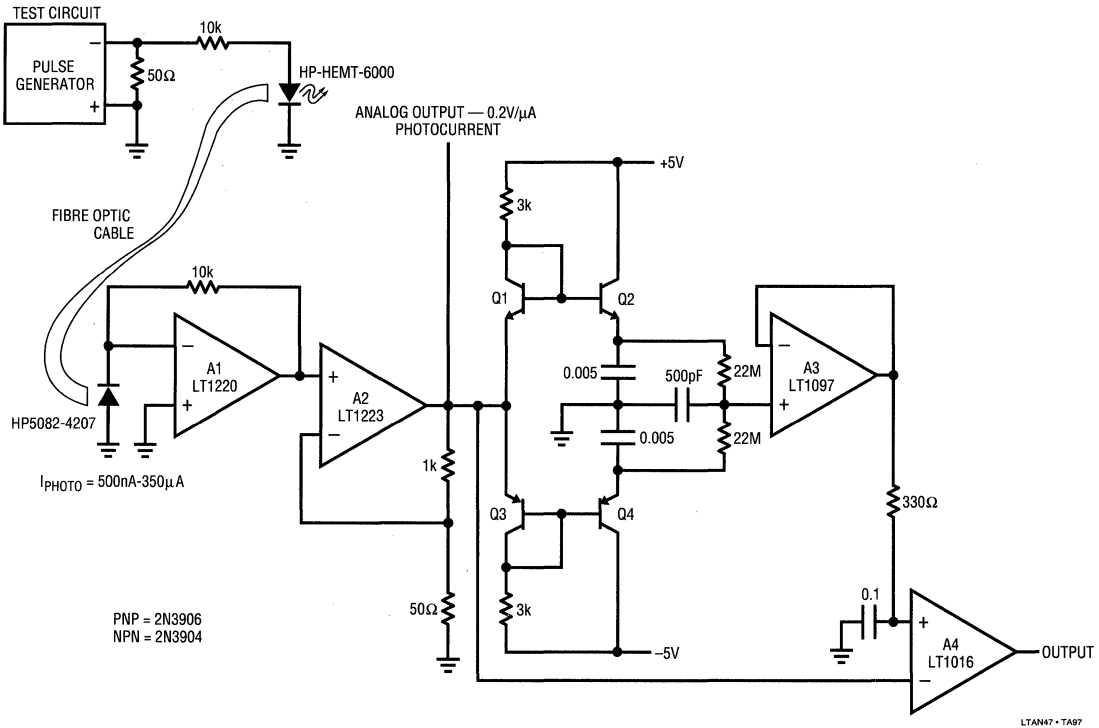 TEST CIRCUIT
PULSE
GENERATOR
−
+
50Ω
10k
HP-HEMT-6000
ANALOG OUTPUT — 0.2V/µA
PHOTOCURRENT
FIBRE OPTIC
CABLE
10k
−
+
A1
LT1220
HP5082-4207
IPHOTO = 500nA-350µA
+
−
A2
LT1223
1k
50Ω
+5V
3k
Q1
Q2
0.005
0.005
500pF
22M
22M
Q3
Q4
3k
−5V
−
+
A3
LT1097
330Ω
0.1
+
−
A4
LT1016
OUTPUT
PNP = 2N3906
NPN = 2N3904
LTAN47 • TA97